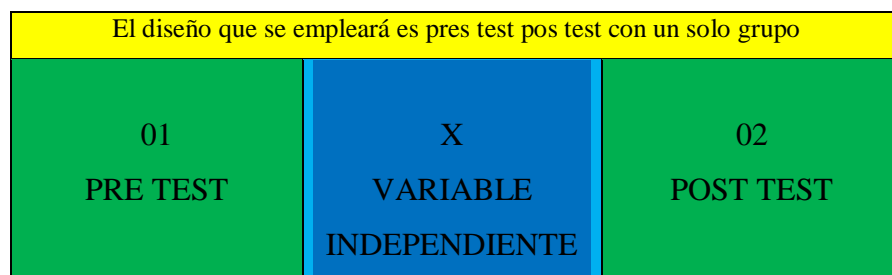 El diseño que se empleará es pres test pos test con un solo grupo
01
PRE TEST
X
VARIABLE
INDEPENDIENTE
02
POST TEST